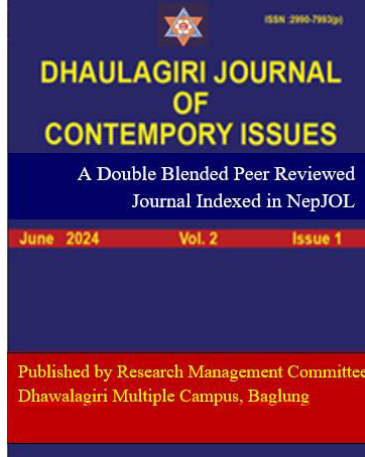 ISSN :2990-7993(p)
DHAULAGIRI JOURNAL
OF
CONTEMPORY ISSUES
A Double Blended Peer Reviewed
Journal Indexed in NepJOL
June 2024 Vol. 2 Issue 1
Published by Research Management Committee
Dhawalagiri Multiple Campus, Baglung